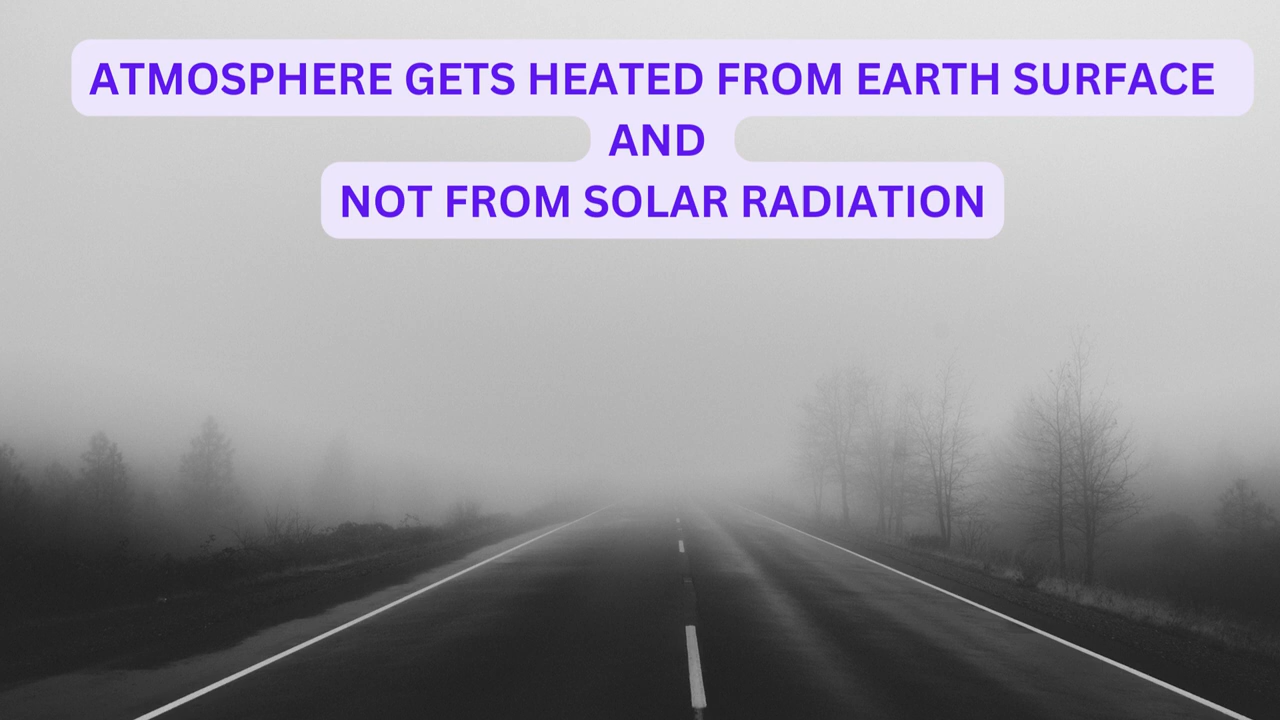 ATMOSPHERE GETS HEATED FROM EARTH SURFACE
AND
NOT FROM SOLAR RADIATION